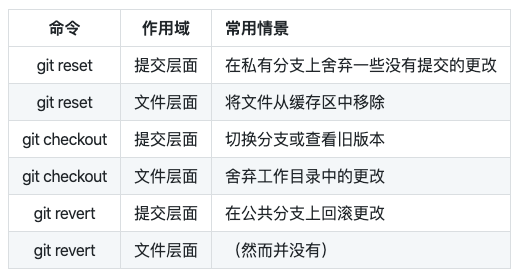 命令 作用域 常用情景
git reset 提交层面 在私有分支上舍弃一些没有提交的更改
git reset 文件层面 将文件从缓存区中移除
git checkout 提交层面 切换分支或查看旧版本
git checkout 文件层面 舍弃工作目录中的更改
git revert 提交层面 在公共分支上回滚更改
git revert 文件层面 （然而并没有）